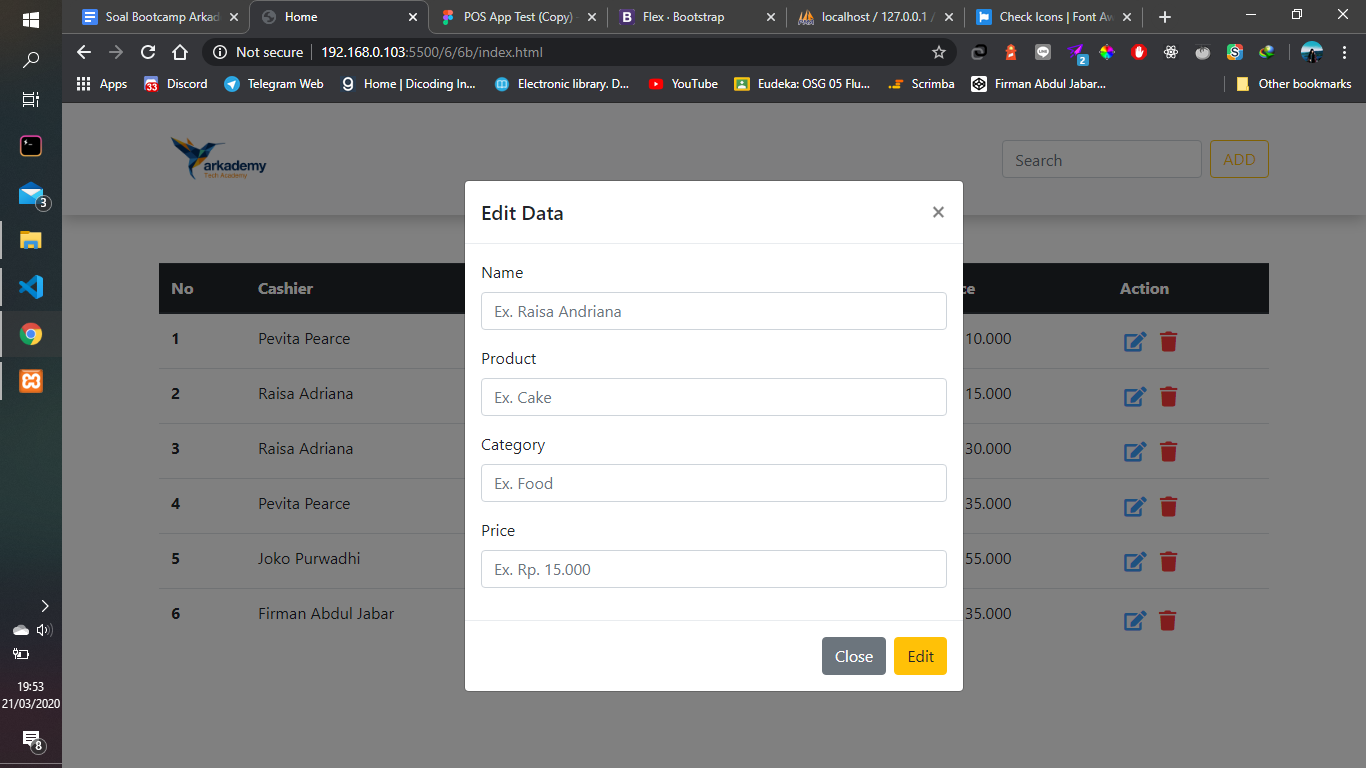 Soal Bootcamp Arkad
Home
POS App Test (Copy)
Flex · Bootstrap
localhost / 127.0.0.1 /
Check Icons | Font Aw
Not secure
192.168.0.103:5500/6/6b/index.html
2
Apps
33
Discord
Telegram Web
Home | Dicoding In...
Electronic library. D...
YouTube
Eudeka: OSG 05 Flu...
Scrimba
Firman Abdul Jabar...
Other bookmarks
arkademy
Tech Academy
Search
ADD
Edit Data
×
Name
Ex. Raisa Andriana
Product
Ex. Cake
Category
Ex. Food
Price
Ex. Rp. 15.000
Close
Edit
No
Cashier
ce
Action
1
Pevita Pearce
10.000
2
Raisa Adriana
15.000
3
Raisa Adriana
30.000
4
Pevita Pearce
35.000
5
Joko Purwadhi
55.000
6
Firman Abdul Jabar
35.000
3
19:53
21/03/2020
8